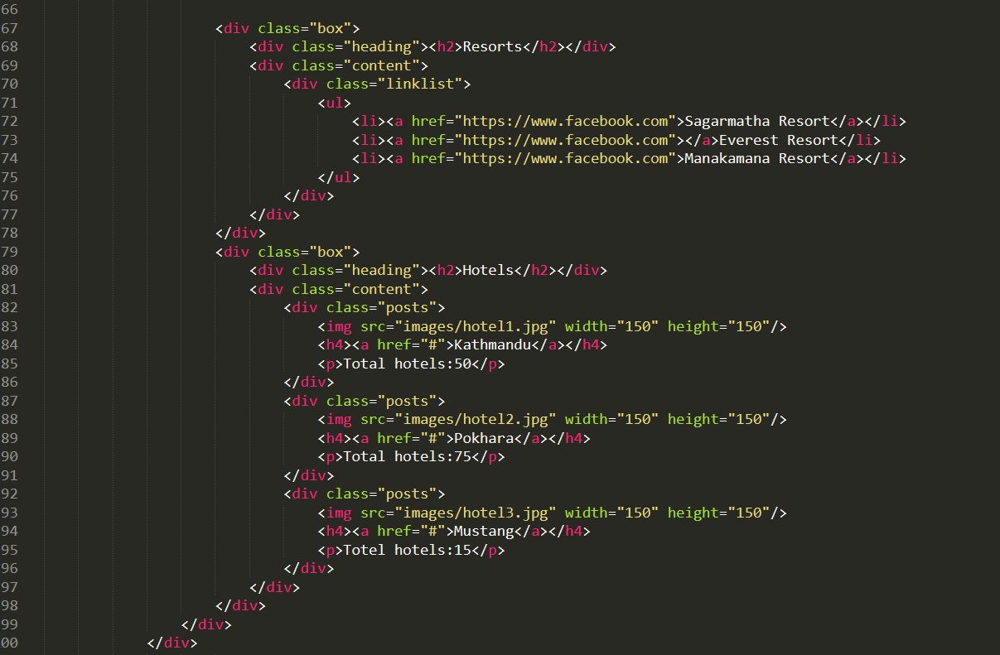 66
67 <div class="box">
68 <div class="heading"><h2>Resorts</h2></div>
69 <div class="content">
70 <div class="linklist">
71 <ul>
72 <li><a href="https://www.facebook.com">Sagarmatha Resort</a></li>
73 <li><a href="https://www.facebook.com"></a>Everest Resort</li>
74 <li><a href="https://www.facebook.com">Manakamana Resort</a></li>
75 </ul>
76 </div>
77 </div>
78 </div>
79 <div class="box">
80 <div class="heading"><h2>Hotels</h2></div>
81 <div class="content">
82 <div class="posts">
83 <img src="images/hotel1.jpg" width="150" height="150"/>
84 <h4><a href="#">Kathmandu</a></h4>
85 <p>Total hotels:50</p>
86 </div>
87 <div class="posts">
88 <img src="images/hotel2.jpg" width="150" height="150"/>
89 <h4><a href="#">Pokhara</a></h4>
90 <p>Total hotels:75</p>
91 </div>
92 <div class="posts">
93 <img src="images/hotel3.jpg" width="150" height="150"/>
94 <h4><a href="#">Mustang</a></h4>
95 <p>Totel hotels:15</p>
96 </div>
97 </div>
98 </div>
99 </div>
00 </div>